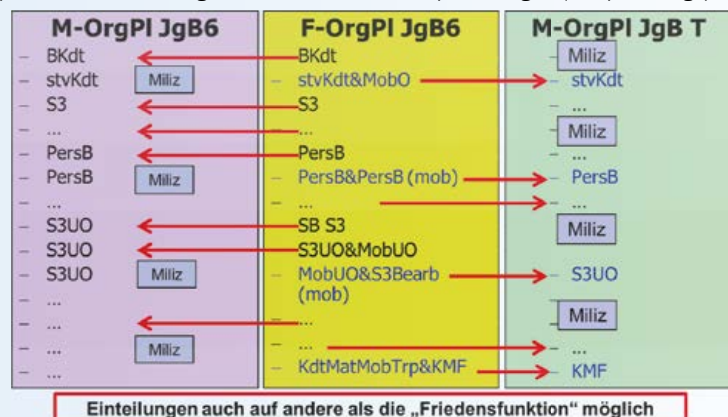 M-OrgPl JgB6
– BKdt
– stvKdt Miliz
– S3
– ...
– PersB
– PersB Miliz
– ...
– S3UO
– S3UO
– S3UO Miliz
– ...
– ...
– ... Miliz
– ...
F-OrgPl JgB6
BKdt
– stvKdt&MobO
S3
...
PersB
– PersB&PersB (mob)
– ...
SB S3
S3UO&MobUO
– MobUO&S3Bearb
(mob)
...
– ...
– KdtMatMobTrp&KMF
M-OrgPl JgB T
Miliz
– stvKdt
– ...
Miliz
– ...
– PersB
– ...
Miliz
– S3UO
– ...
Miliz
– ...
– KMF
Einteilungen auch auf andere als die „Friedensfunktion“ möglich